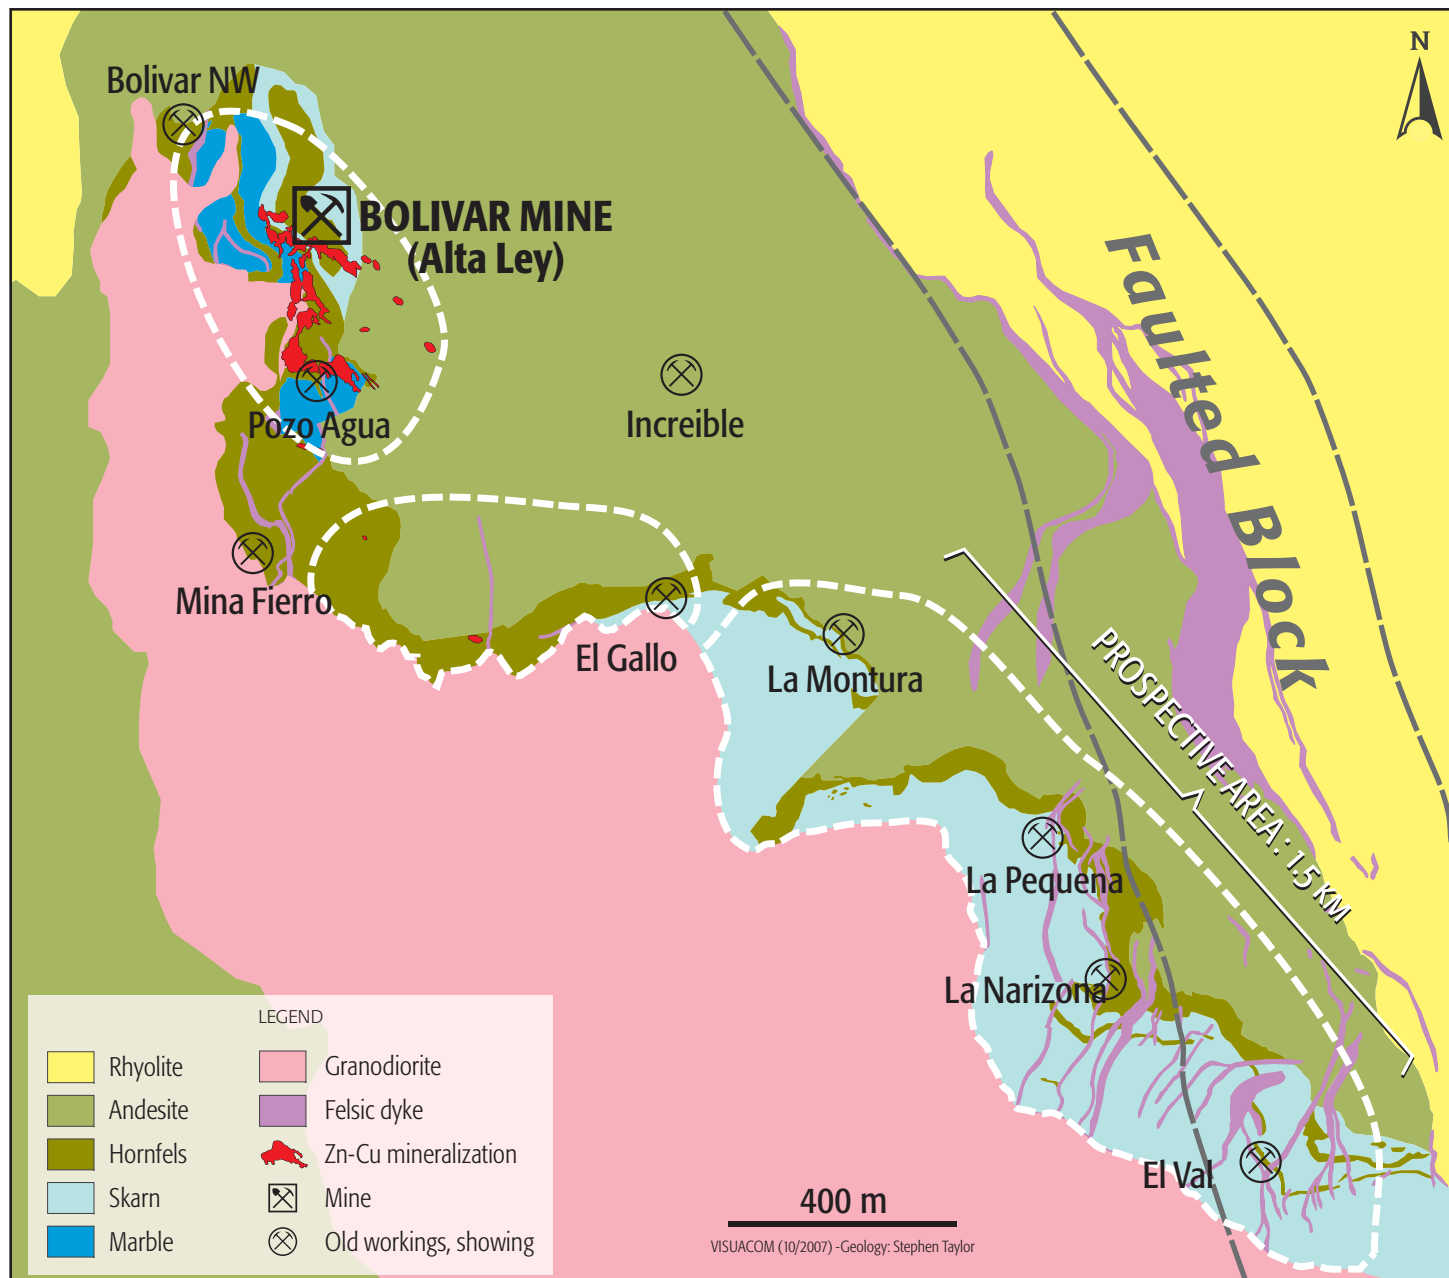 N
Bolivar NW
BOLIVAR MINE
(Alta Ley)
Faulted Block
Increible
Pozo Agua
Mina Fierro
El Gallo
La Montura
PROSPECTIVE AREA : 1.5 KM
La Pequena
La Narizona
El Val
LEGEND
Rhyolite
Andesite
Hornfels
Skarn
Marble
Granodiorite
Felsic dyke
Zn-Cu mineralization
Mine
Old workings, showing
400 m
VISUACOM (10/2007) -Geology: Stephen Taylor